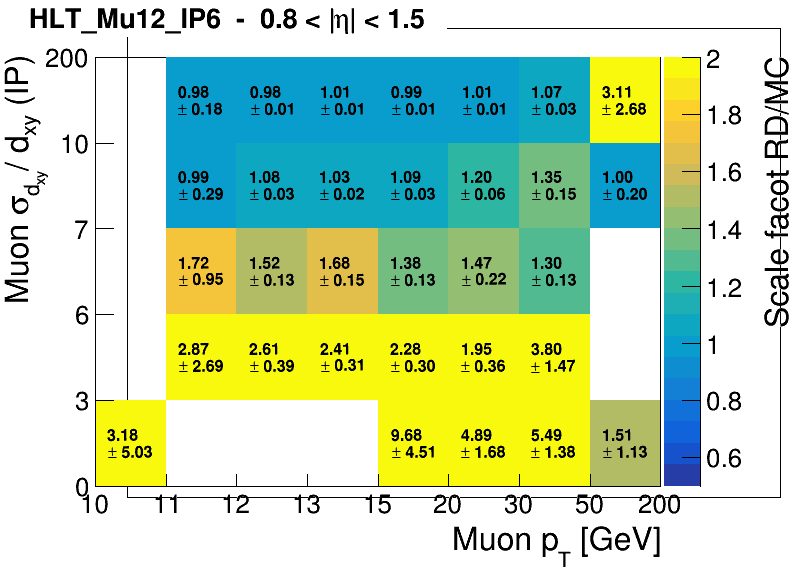 HLT_Mu12_IP6 - 0.8 < |η| < 1.5
Muon σ_dxy / d_xy (IP)
200
10
7
6
3
0
0.98 ± 0.18
0.98 ± 0.01
1.01 ± 0.01
0.99 ± 0.01
1.01 ± 0.01
1.07 ± 0.03
3.11 ± 2.68
0.99 ± 0.29
1.08 ± 0.03
1.03 ± 0.02
1.09 ± 0.03
1.20 ± 0.06
1.35 ± 0.15
1.00 ± 0.20
1.72 ± 0.95
1.52 ± 0.13
1.68 ± 0.15
1.38 ± 0.13
1.47 ± 0.22
1.30 ± 0.13
2.87 ± 2.69
2.61 ± 0.39
2.41 ± 0.31
2.28 ± 0.30
1.95 ± 0.36
3.80 ± 1.47
3.18 ± 5.03
9.68 ± 4.51
4.89 ± 1.68
5.49 ± 1.38
1.51 ± 1.13
10 11 12 13 15 20 30 50 200
Muon p_T [GeV]
2
1.8
1.6
1.4
1.2
1
0.8
0.6
Scale facot RD/MC